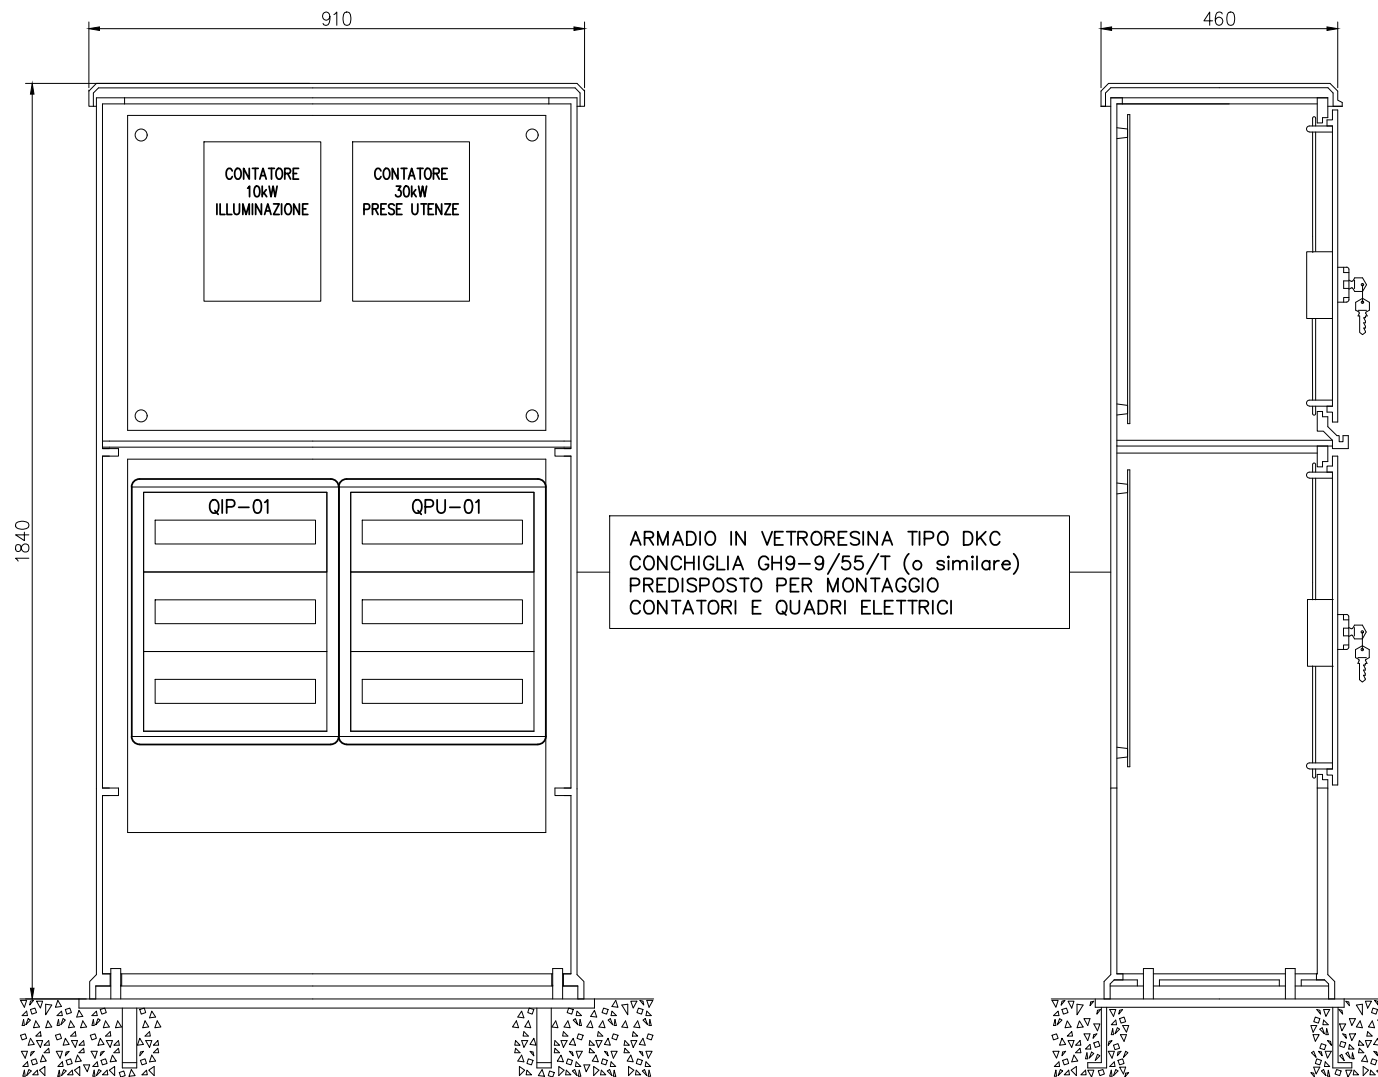 910
460
CONTATORE
10kW
ILLUMINAZIONE
CONTATORE
30kW
PRESE UTENZE
1840
QIP-01
QPU-01
ARMADIO IN VETRORESINA TIPO DKC
CONCHIGLIA GH9-9/55/T (o similare)
PREDISPOSTO PER MONTAGGIO
CONTATORI E QUADRI ELETTRICI